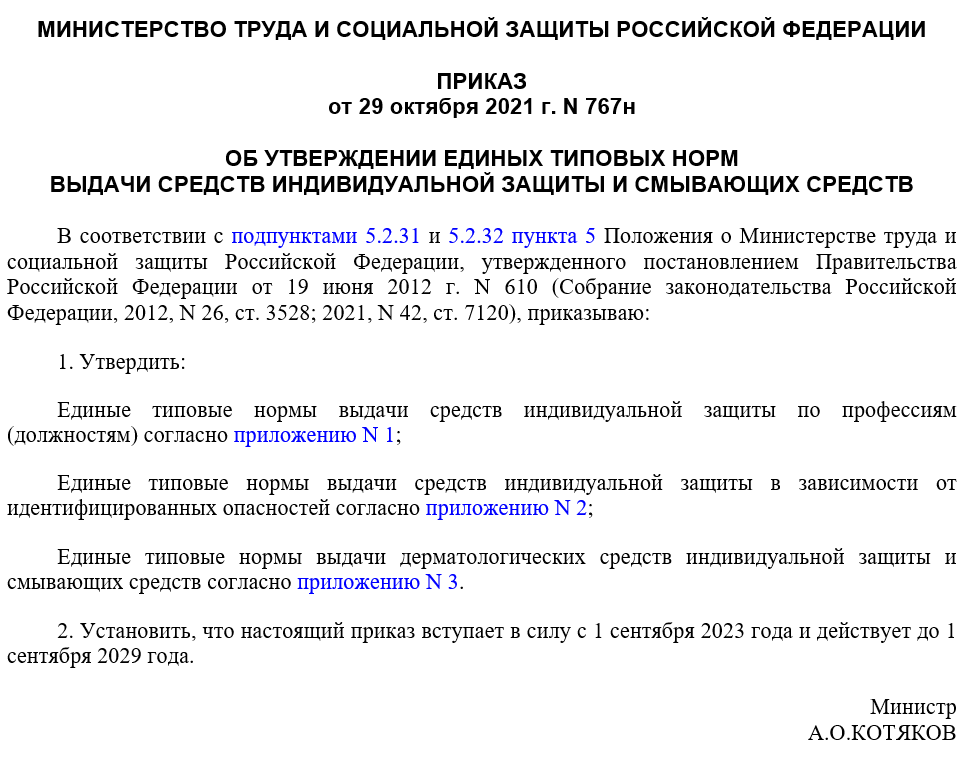 МИНИСТЕРСТВО ТРУДА И СОЦИАЛЬНОЙ ЗАЩИТЫ РОССИЙСКОЙ ФЕДЕРАЦИИ
ПРИКАЗ
от 29 октября 2021 г. N 767н
ОБ УТВЕРЖДЕНИИ ЕДИНЫХ ТИПОВЫХ НОРМ
ВЫДАЧИ СРЕДСТВ ИНДИВИДУАЛЬНОЙ ЗАЩИТЫ И СМЫВАЮЩИХ СРЕДСТВ
В соответствии с подпунктами 5.2.31 и 5.2.32 пункта 5 Положения о Министерстве труда и
социальной защиты Российской Федерации, утвержденного постановлением Правительства
Российской Федерации от 19 июня 2012 г. N 610 (Собрание законодательства Российской
Федерации, 2012, N 26, ст. 3528; 2021, N 42, ст. 7120), приказываю:
1. Утвердить:
Единые типовые нормы выдачи средств индивидуальной защиты по профессиям
(должностям) согласно приложению N 1;
Единые типовые нормы выдачи средств индивидуальной защиты в зависимости от
идентифицированных опасностей согласно приложению N 2;
Единые типовые нормы выдачи дерматологических средств индивидуальной защиты и
смывающих средств согласно приложению N 3.
2. Установить, что настоящий приказ вступает в силу с 1 сентября 2023 года и действует до 1
сентября 2029 года.
Министр
А.О.КОТЯКОВ